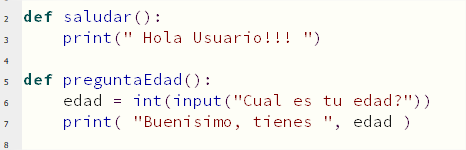 2 def saludar():
3     print(" Hola Usuario!!! ")
4
5 def preguntaEdad():
6     edad = int(input("Cual es tu edad?"))
7     print( "Buenisimo, tienes ", edad )
8